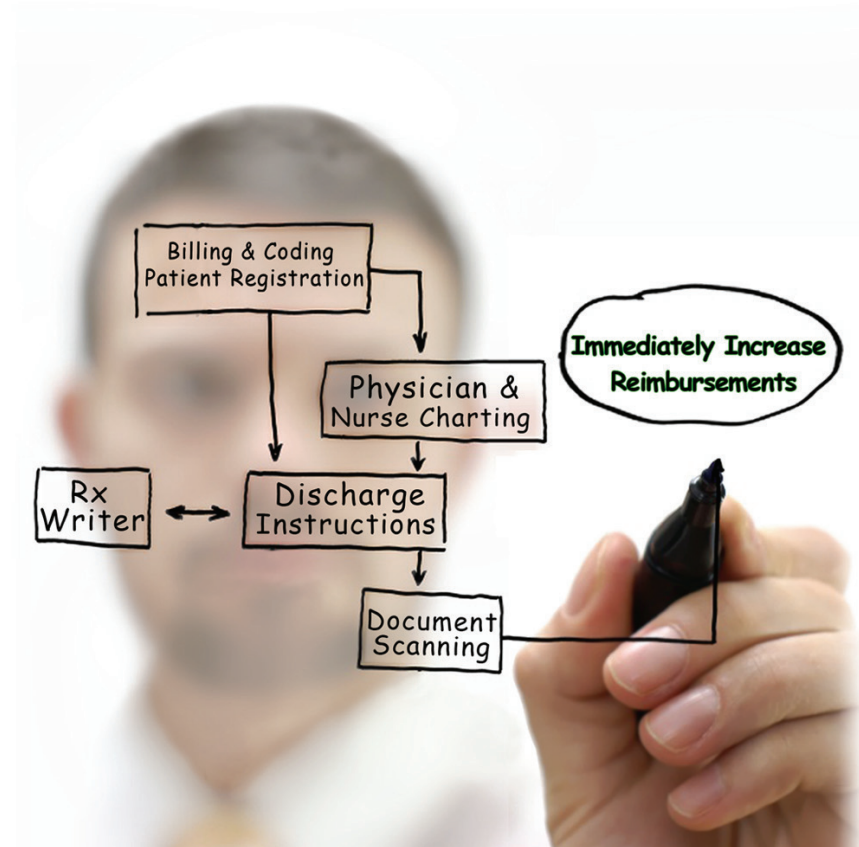 Billing & Coding
Patient Registration
Immediately Increase
Reimbursements
Physician &
Nurse Charting
Rx
Writer
Discharge
Instructions
Document
Scanning